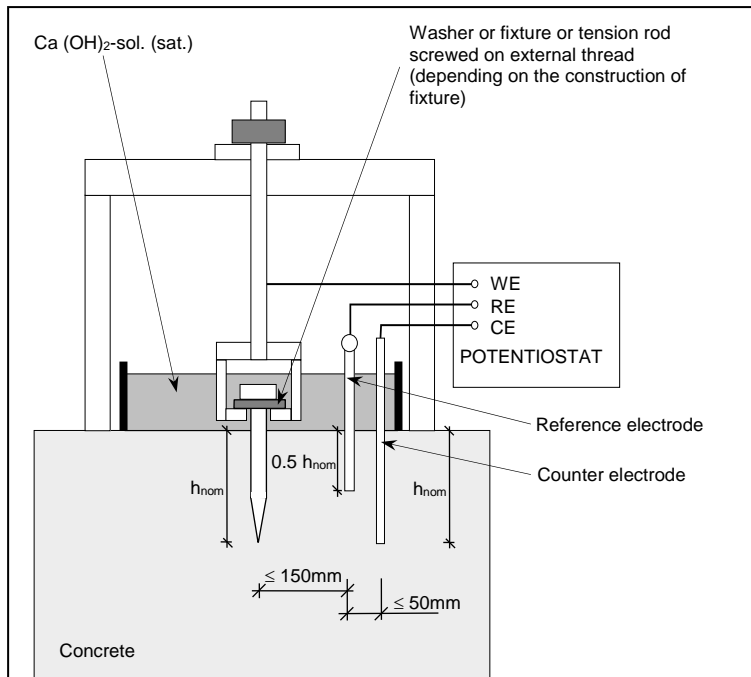 Ca (OH)2-sol. (sat.)
Washer or fixture or tension rod
screwed on external thread
(depending on the construction of
fixture)
WE
RE
CE
POTENTIOSTAT
Reference electrode
0.5 hnom
Counter electrode
hnom
hnom
≤ 150mm
≤ 50mm
Concrete